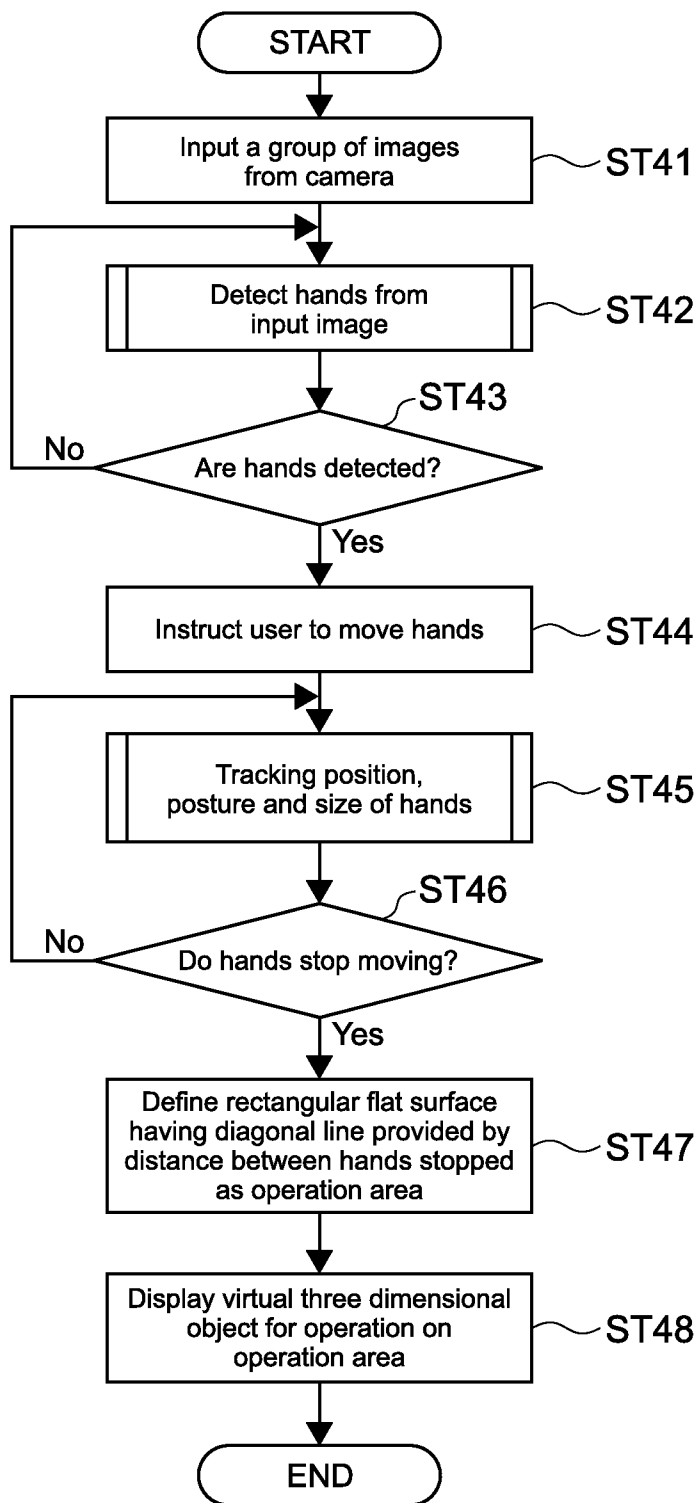 START
Input a group of images
from camera
ST41
Detect hands from
input image
ST42
ST43
Are hands detected?
No
Yes
Instruct user to move hands
ST44
Tracking position,
posture and size of hands
ST45
ST46
Do hands stop moving?
No
Yes
Define rectangular flat surface
having diagonal line provided by
distance between hands stopped
as operation area
ST47
Display virtual three dimensional
object for operation on
operation area
ST48
END